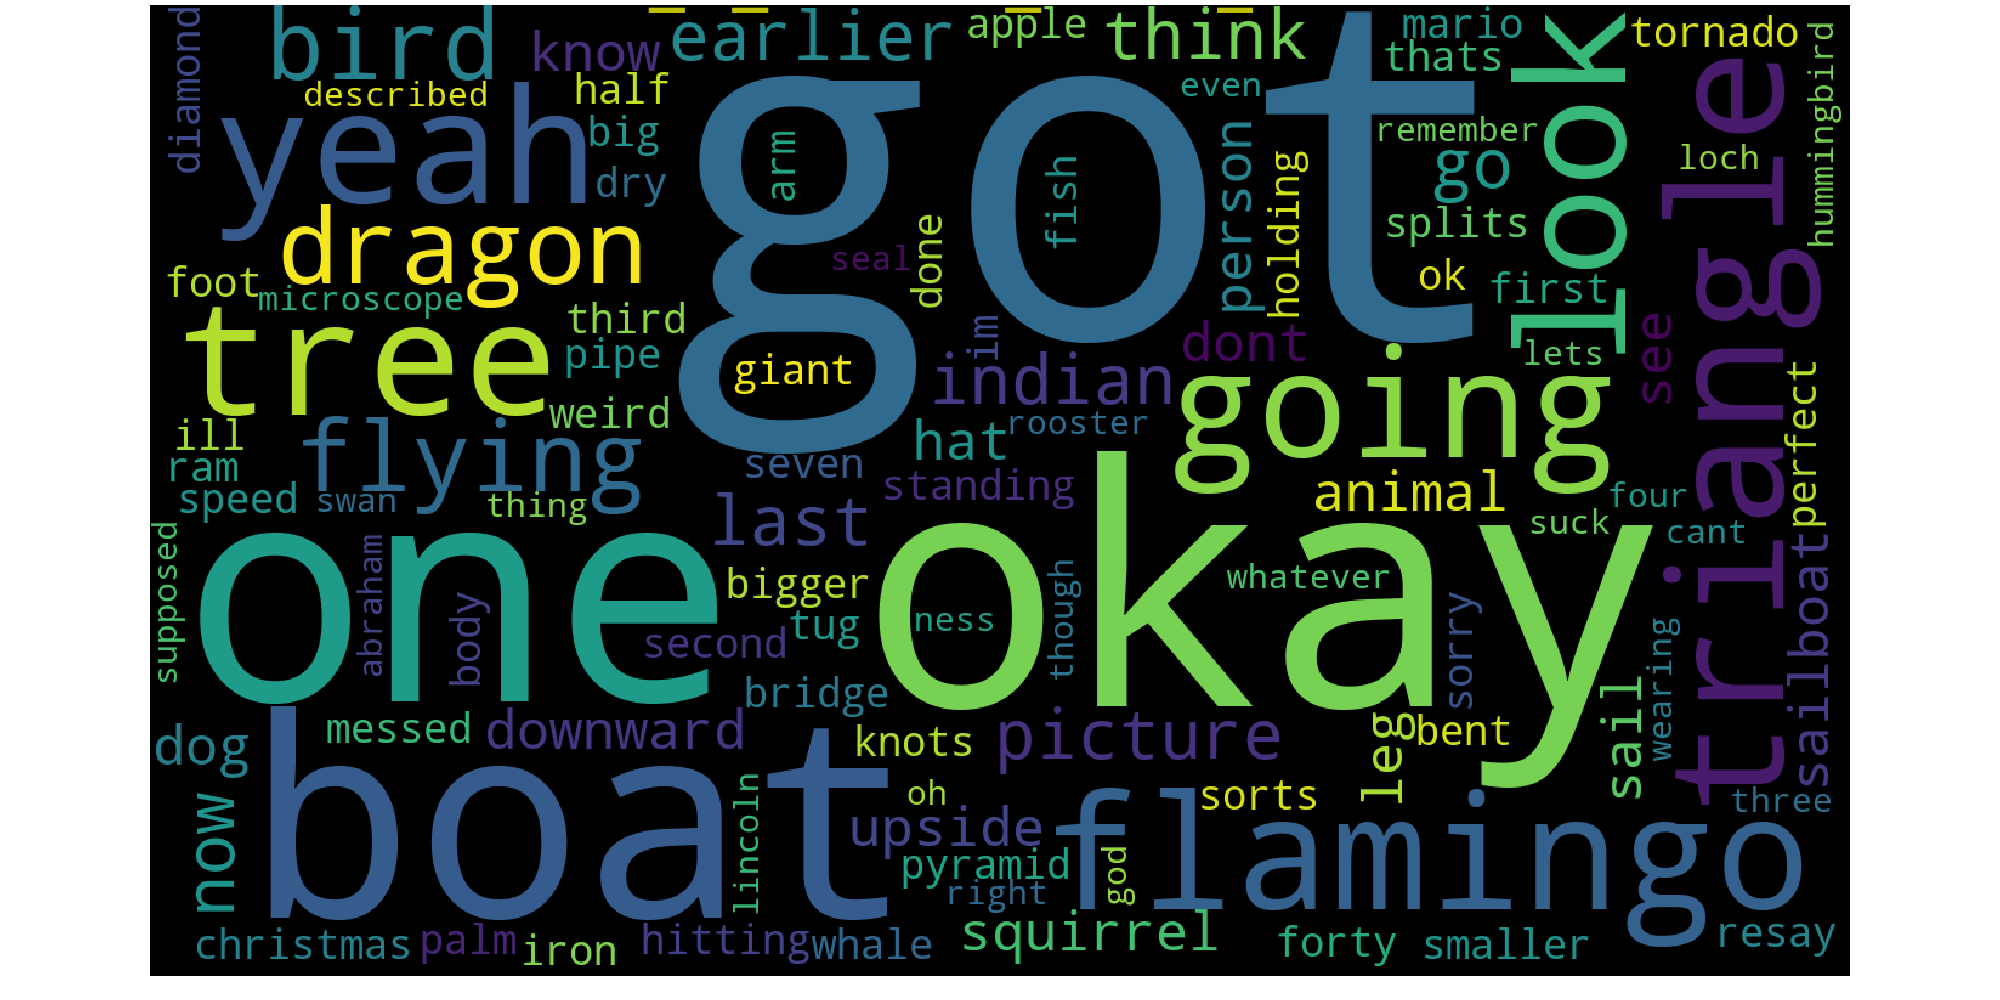 diamond
bird
know
earlier
apple
think
mario
tornado
described
half
even
thats
look
yeah
big
got
arm
fish
person
holding
remember
go
loch
triangle
hummingbird
dry
dragon
seal
done
splits
ok
first
foot
microscope
tree
third
pipe
giant
im
indian
dont
lets
see
perfect
weird
ill
flying
hat
rooster
going
ram
speed
swan
thing
seven
last
standing
animal
four
suck
cant
supposed
one
abraham
body
bigger
tug
second
okay
ness
though
whatever
sorry
wearing
sailboat
bridge
dog
messed
downward
knots
picture
leg
bent
sail
now
boat
lincoln
oh
upside
sorts
three
pyramid
right
god
flamingo
christmas
palm
iron
hitting
whale
squirrel
forty
smaller
resay